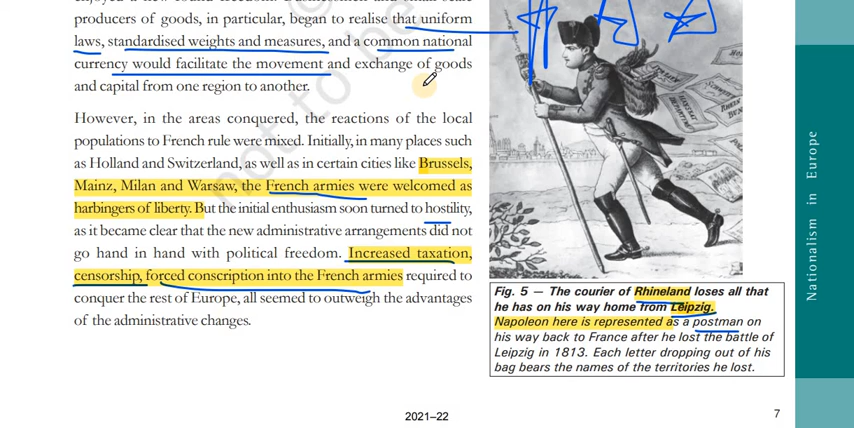 producers of goods, in particular, began to realise that uniform
laws, standardised weights and measures, and a common national
currency would facilitate the movement and exchange of goods
and capital from one region to another.
However, in the areas conquered, the reactions of the local
populations to French rule were mixed. Initially, in many places such
as Holland and Switzerland, as well as in certain cities like Brussels,
Mainz, Milan and Warsaw, the French armies were welcomed as
harbingers of liberty. But the initial enthusiasm soon turned to hostility,
as it became clear that the new administrative arrangements did not
go hand in hand with political freedom. Increased taxation,
censorship, forced conscription into the French armies required to
conquer the rest of Europe, all seemed to outweigh the advantages
of the administrative changes.
Fig. 5 — The courier of Rhineland loses all that
he has on his way home from Leipzig.
Napoleon here is represented as a postman on
his way back to France after he lost the battle of
Leipzig in 1813. Each letter dropping out of his
bag bears the names of the territories he lost.
Nationalism in Europe
2021–22
7
not to be